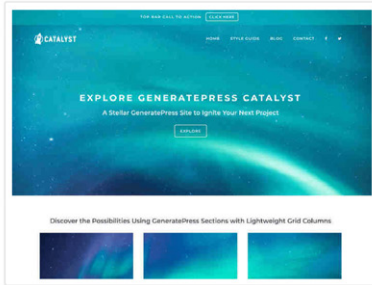 TOP BAR CALL TO ACTION CLICK HERE
CATALYST HOME STYLE GUIDE BLOG CONTACT
EXPLORE GENERATEPRESS CATALYST
A Stellar GeneratePress Site to Ignite Your Next Project
EXPLORE
Discover the Possibilities Using GeneratePress Sections with Lightweight Grid Columns